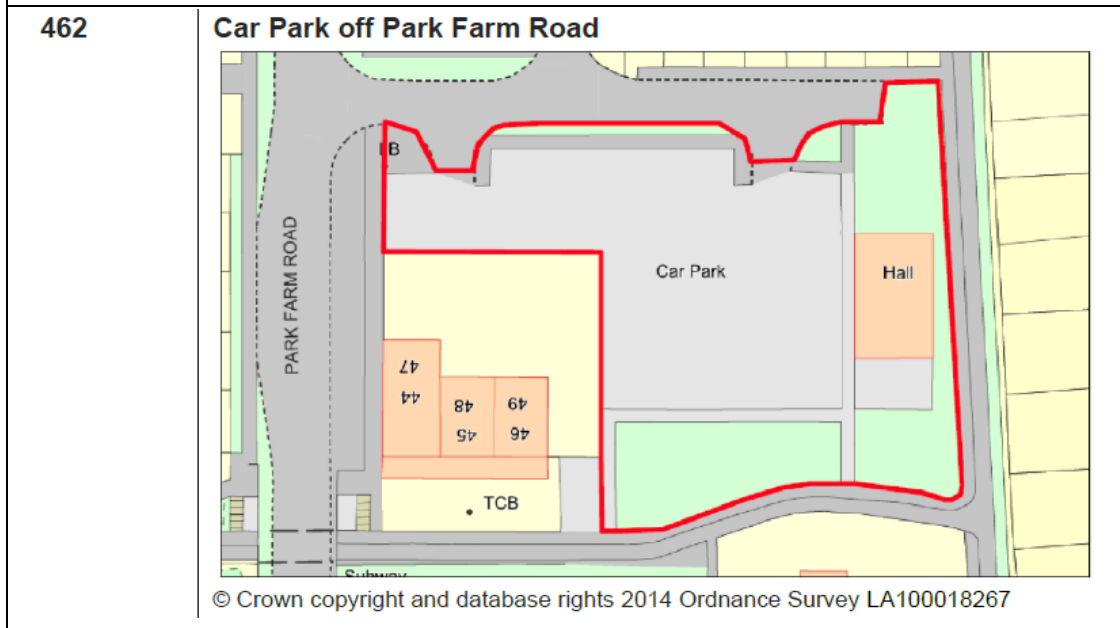 462
Car Park off Park Farm Road
PARK FARM ROAD
Car Park
Hall
47
44
48
45
49
46
TCB
Subway
© Crown copyright and database rights 2014 Ordnance Survey LA100018267